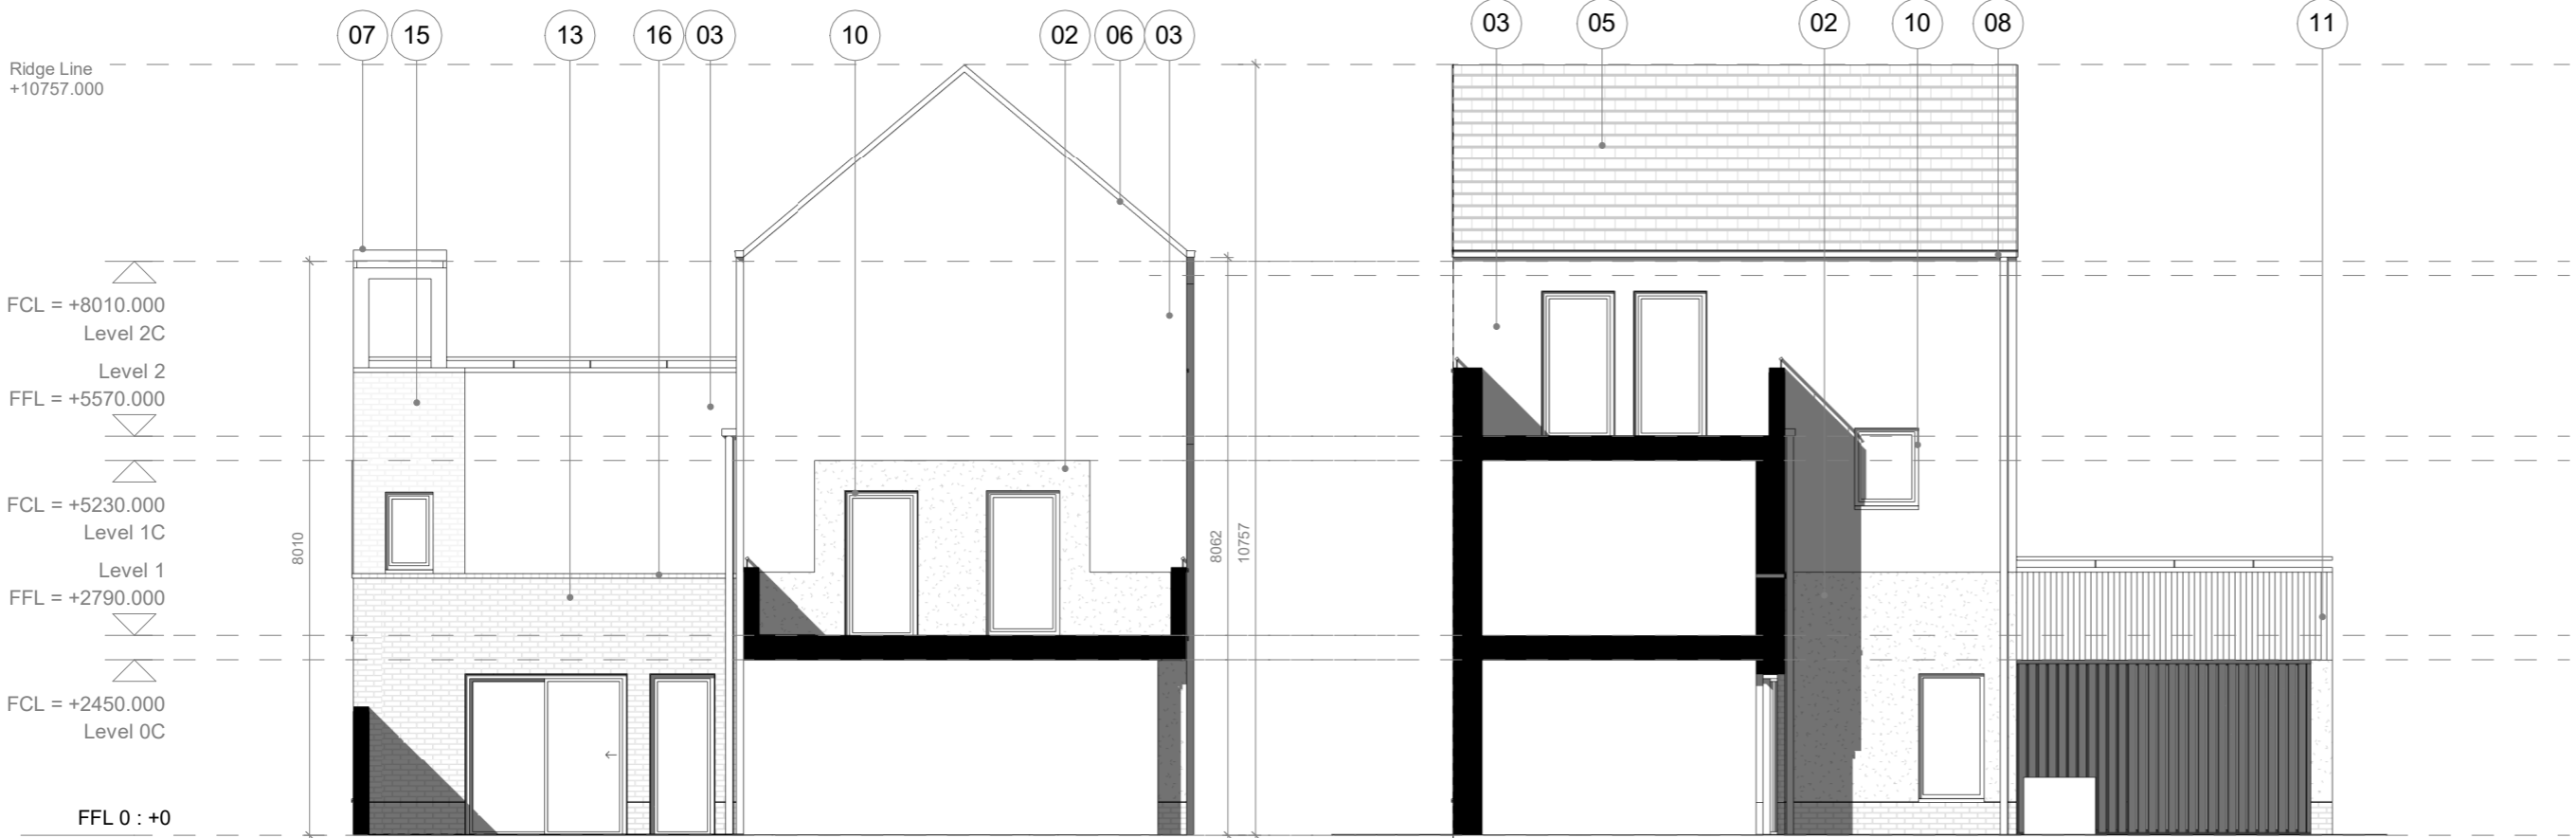 07 15 13 16 03 10 02 06 03 03 05 02 10 08 11
Ridge Line
+10757.000
FCL = +8010.000
Level 2C
Level 2
FFL = +5570.000
FCL = +5230.000
Level 1C
Level 1
FFL = +2790.000
FCL = +2450.000
Level 0C
FFL 0 : +0
8010
8062
10757